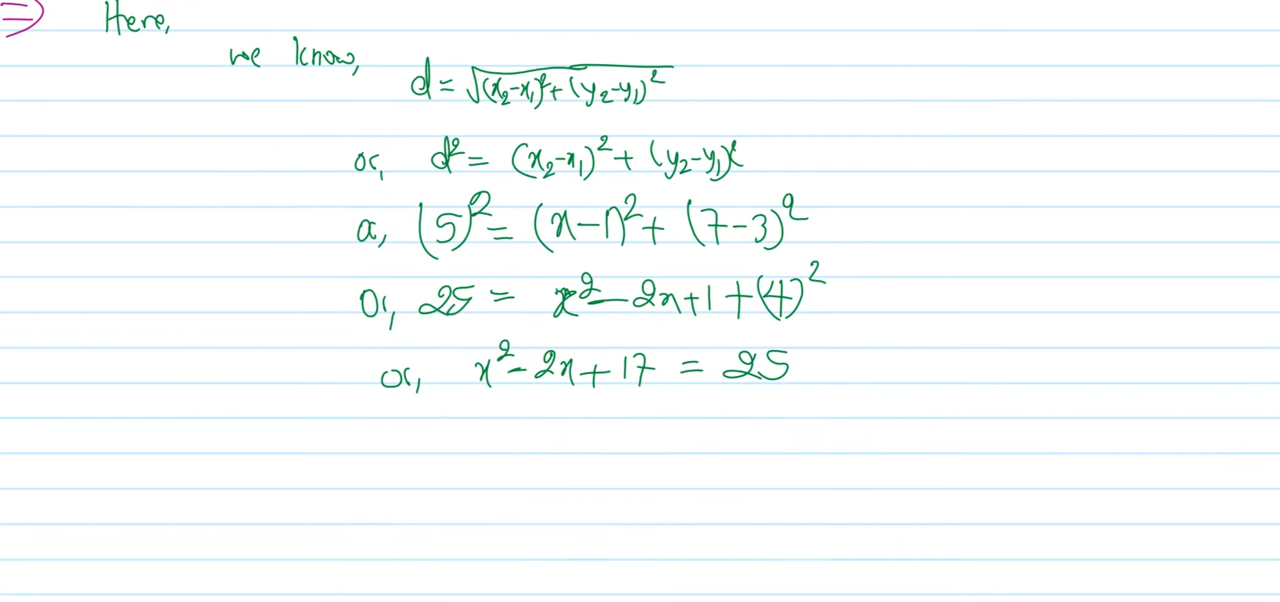 ⇒ Here,
we know,
d = √(x₂-x₁)²+(y₂-y₁)²
or, d² = (x₂-x₁)² + (y₂-y₁)²
or, (5)² = (x-1)² + (7-3)²
or, 25 = x² - 2x+1 + (4)²
or, x² - 2x + 17 = 25